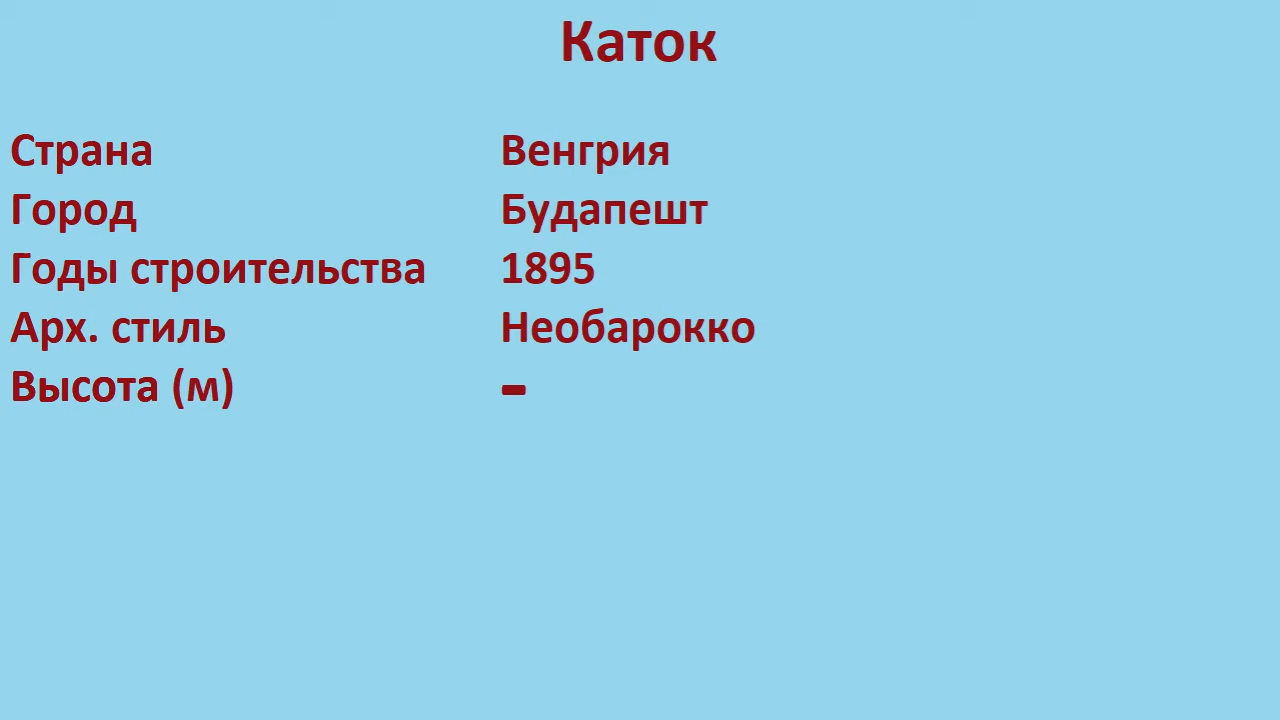 Каток
Страна Венгрия
Город Будапешт
Годы строительства 1895
Арх. стиль Необарокко
Высота (м) -